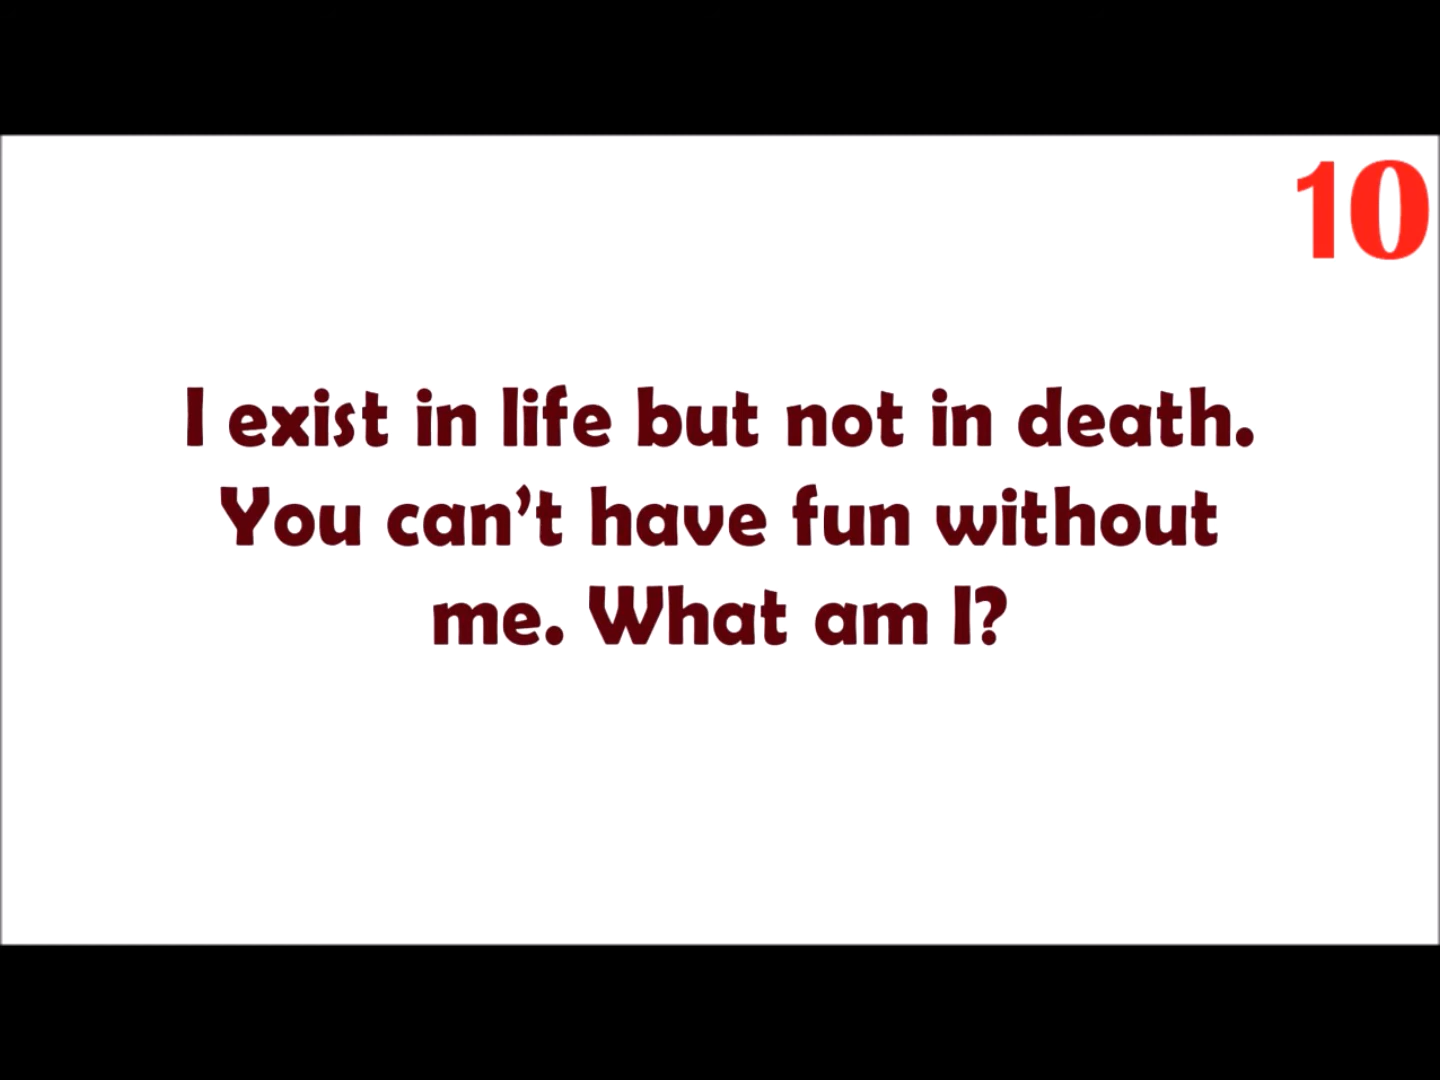 10
I exist in life but not in death.
You can’t have fun without
me. What am I?